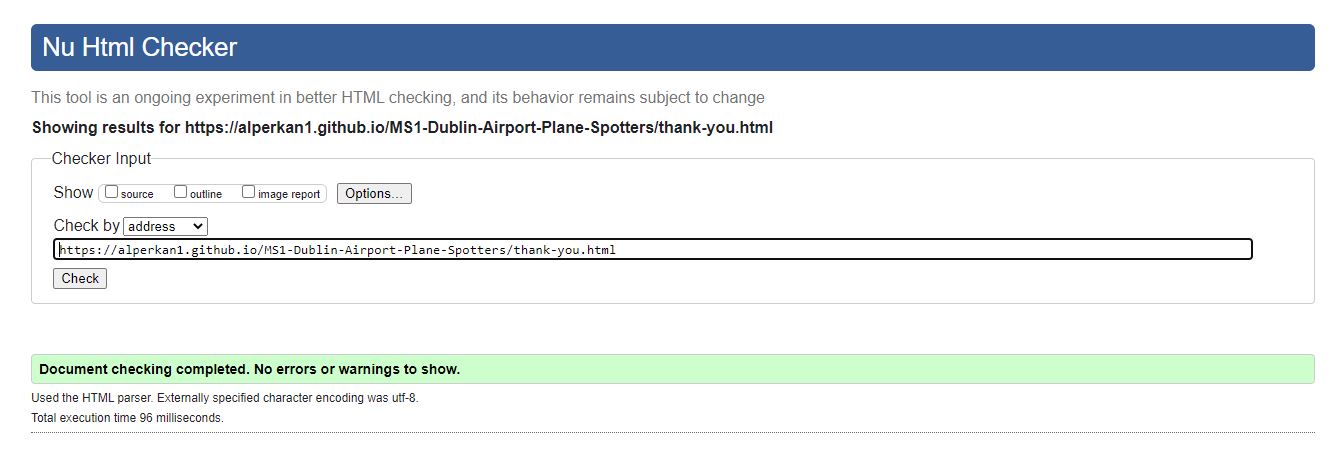 Nu Html Checker
This tool is an ongoing experiment in better HTML checking, and its behavior remains subject to change
Showing results for https://alperkan1.github.io/MS1-Dublin-Airport-Plane-Spotters/thank-you.html
Checker Input
Show source outline image report Options...
Check by address
https://alperkan1.github.io/MS1-Dublin-Airport-Plane-Spotters/thank-you.html
Check
Document checking completed. No errors or warnings to show.
Used the HTML parser. Externally specified character encoding was utf-8.
Total execution time 96 milliseconds.